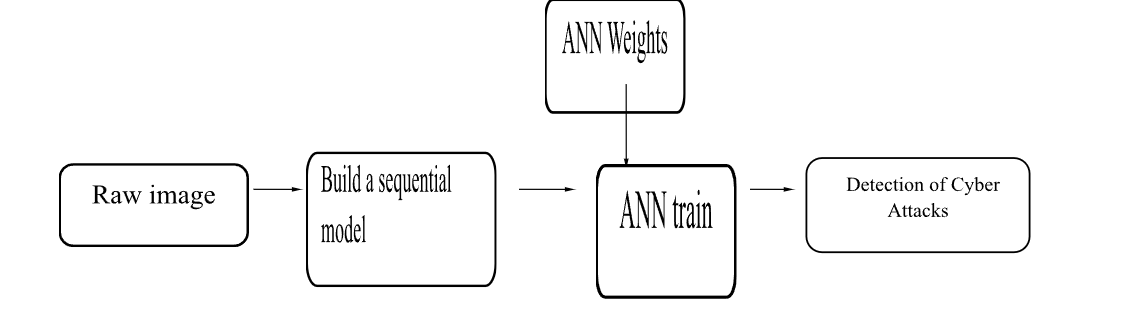 ANN Weights
Raw image
Build a sequential
model
ANN train
Detection of Cyber
Attacks